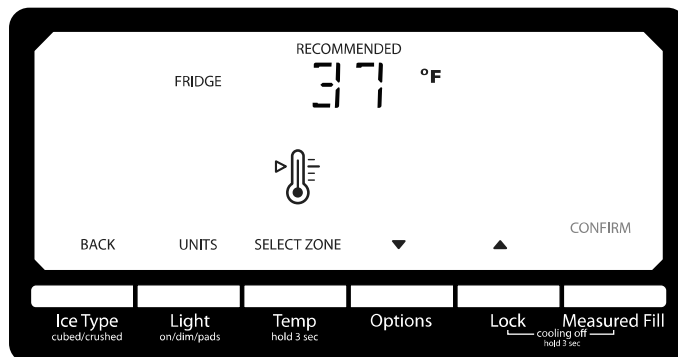 RECOMMENDED
FRIDGE 37 °F
BACK UNITS SELECT ZONE ▼ ▲ CONFIRM
Ice Type Light Temp Options Lock Measured Fill
cubed/crushed on/dim/pads hold 3 sec cooling off
hold 3 sec